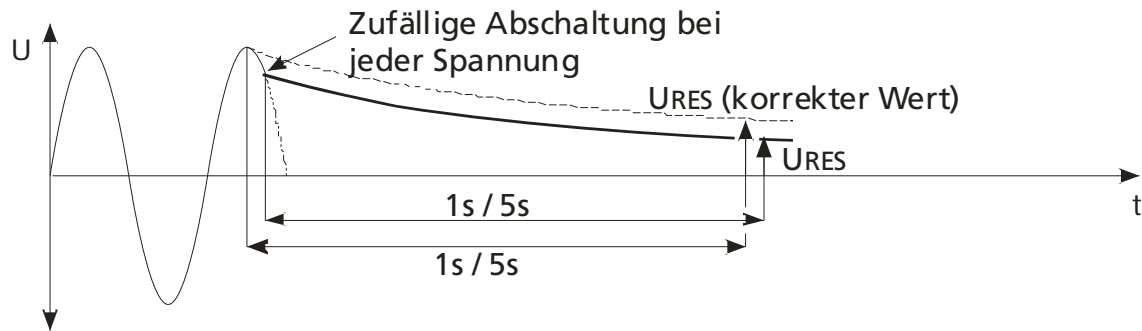 U
Zufällige Abschaltung bei
jeder Spannung
URES (korrekter Wert)
URES
t
1s / 5s
1s / 5s